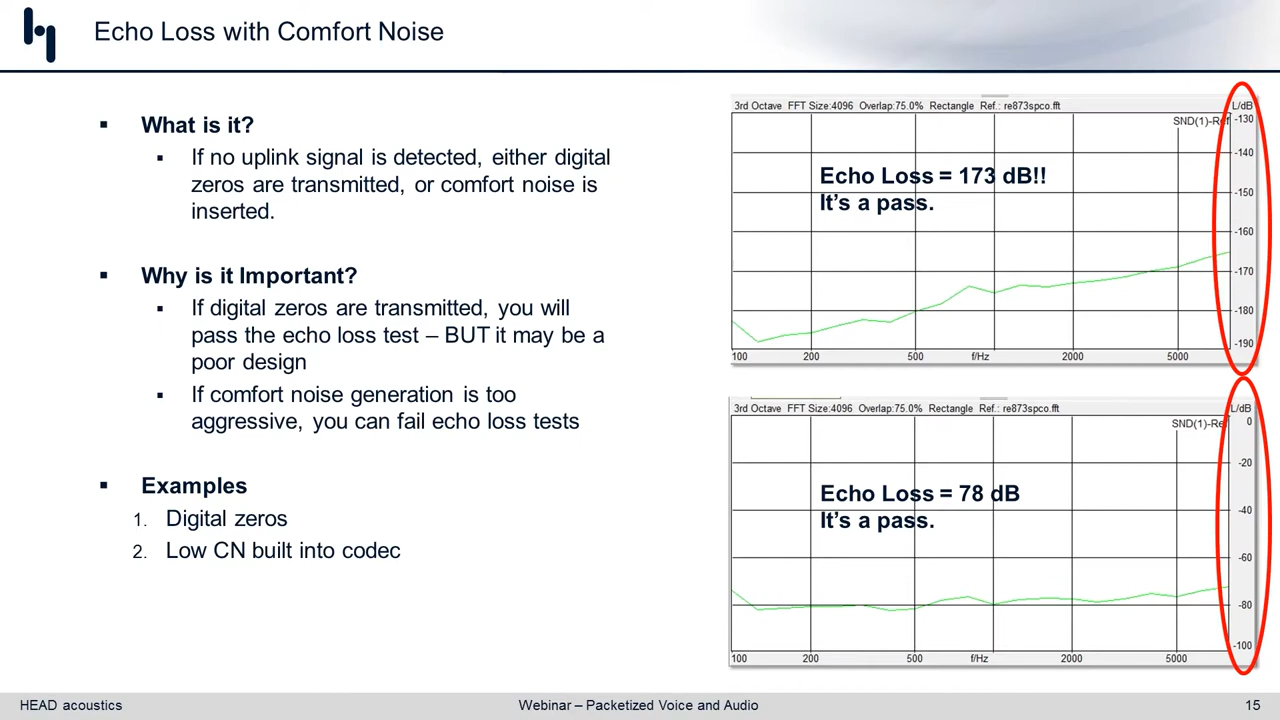 Echo Loss with Comfort Noise
▪ What is it?
▪ If no uplink signal is detected, either digital
zeros are transmitted, or comfort noise is
inserted.
▪ Why is it Important?
▪ If digital zeros are transmitted, you will
pass the echo loss test – BUT it may be a
poor design
▪ If comfort noise generation is too
aggressive, you can fail echo loss tests
▪ Examples
1. Digital zeros
2. Low CN built into codec
3rd Octave FFT Size:4096 Overlap:75.0% Rectangle Ref.: re873spco.fft L/dB
SND(1)-Ref -130
-140
Echo Loss = 173 dB!!
It's a pass.
-150
-160
-170
-180
-190
100 200 500 f/Hz 2000 5000
3rd Octave FFT Size:4096 Overlap:75.0% Rectangle Ref.: re873spco.fft L/dB
SND(1)-Ref 0
-20
Echo Loss = 78 dB
It's a pass.
-40
-60
-80
-100
100 200 500 f/Hz 2000 5000
HEAD acoustics Webinar – Packetized Voice and Audio 15